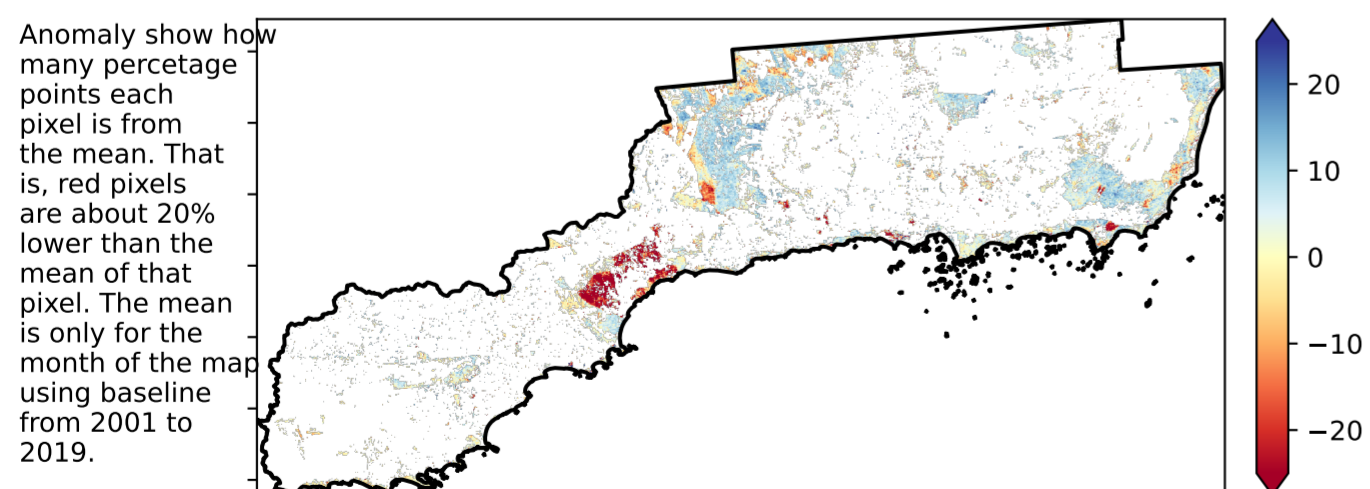 Anomaly show how
many percetage
points each
pixel is from
the mean. That
is, red pixels
are about 20%
lower than the
mean of that
pixel. The mean
is only for the
month of the map
using baseline
from 2001 to
2019.
20
10
0
−10
−20